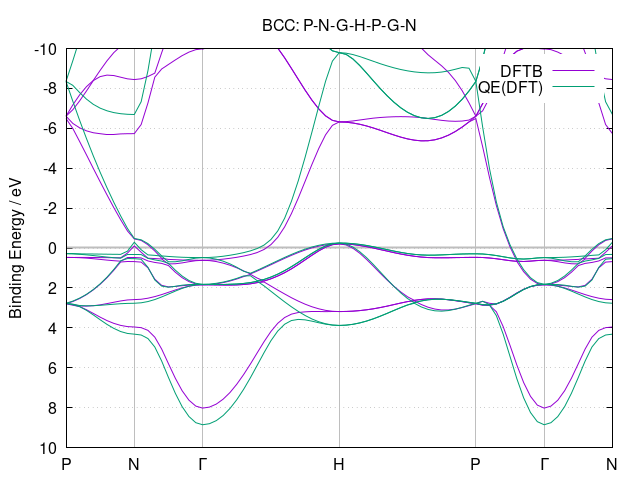 BCC: P-N-G-H-P-G-N
-10
-8
-6
-4
-2
0
2
4
6
8
10
Binding Energy / eV
DFTB
QE(DFT)
P N Γ H P Γ N